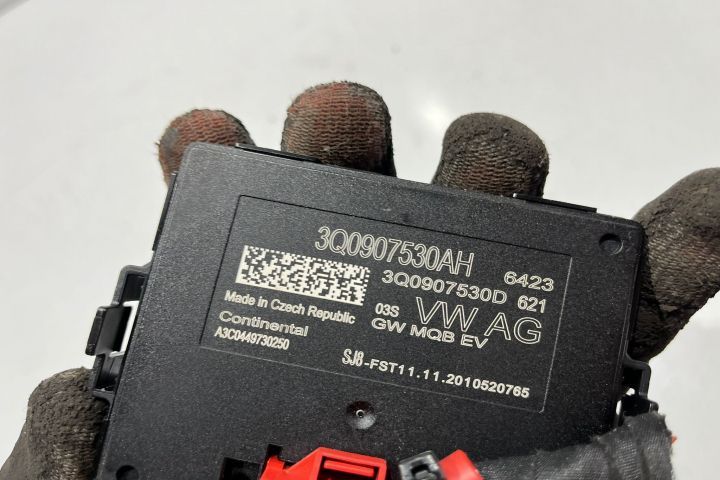 3Q0907530AH 6423
3Q0907530D 621
Made in Czech Republic 03S VW AG
Continental GW MQB EV
A3C0449730250
SJ8-FST11.11.2010520765